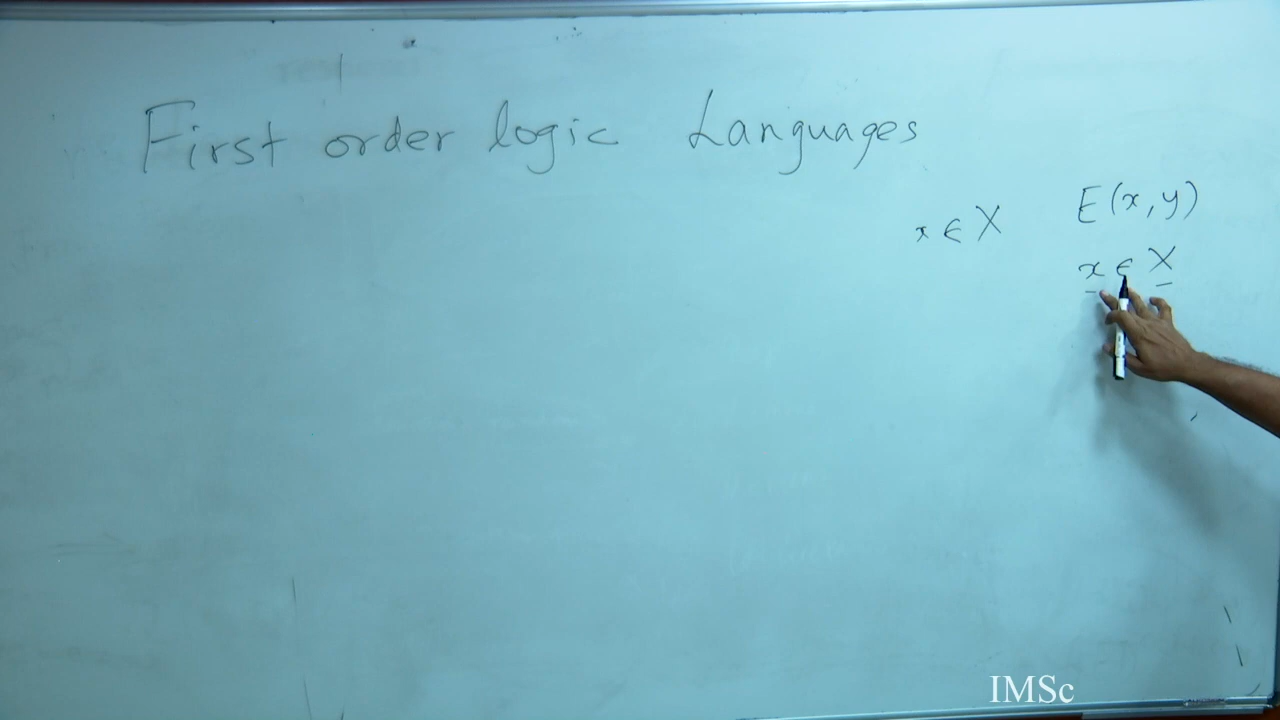 First order logic Languages
x ∈ X E(x, y)
x ∈ X
IMSc